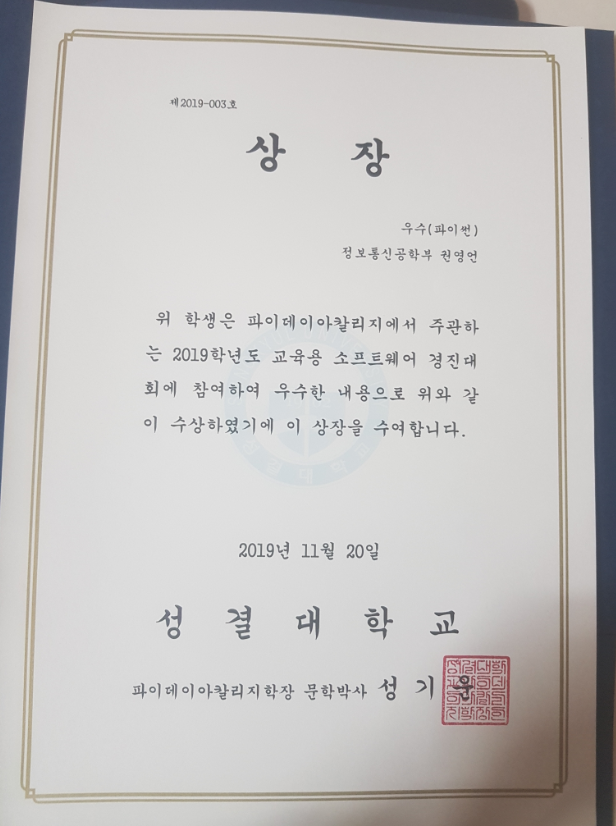 제2019-003호
상 장
우수(파이썬)
정보통신공학부 권영언
위 학생은 파이데이아칼리지에서 주관하
는 2019학년도 교육용 소프트웨어 경진대
회에 참여하여 우수한 내용으로 위와 같
이 수상하였기에 이 상장을 수여합니다.
2019년 11월 20일
성 결 대 학 교
파이데이아칼리지학장 문학박사 성 기 윤